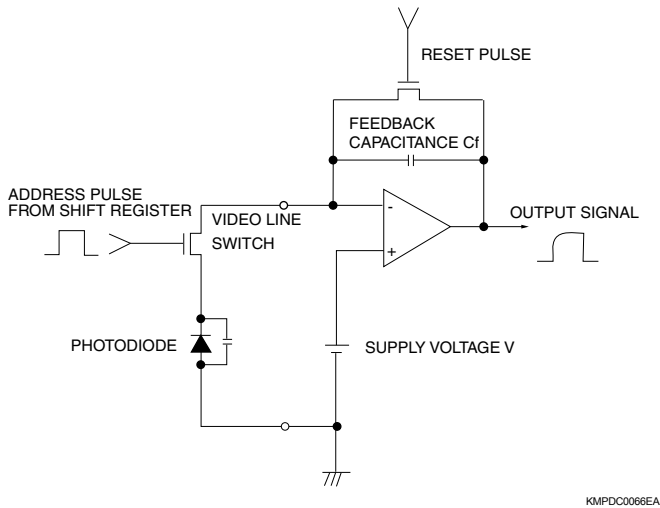 RESET PULSE
FEEDBACK
CAPACITANCE Cf
ADDRESS PULSE
FROM SHIFT REGISTER
VIDEO LINE
SWITCH
-
+
OUTPUT SIGNAL
PHOTODIODE
SUPPLY VOLTAGE V
KMPDC0066EA